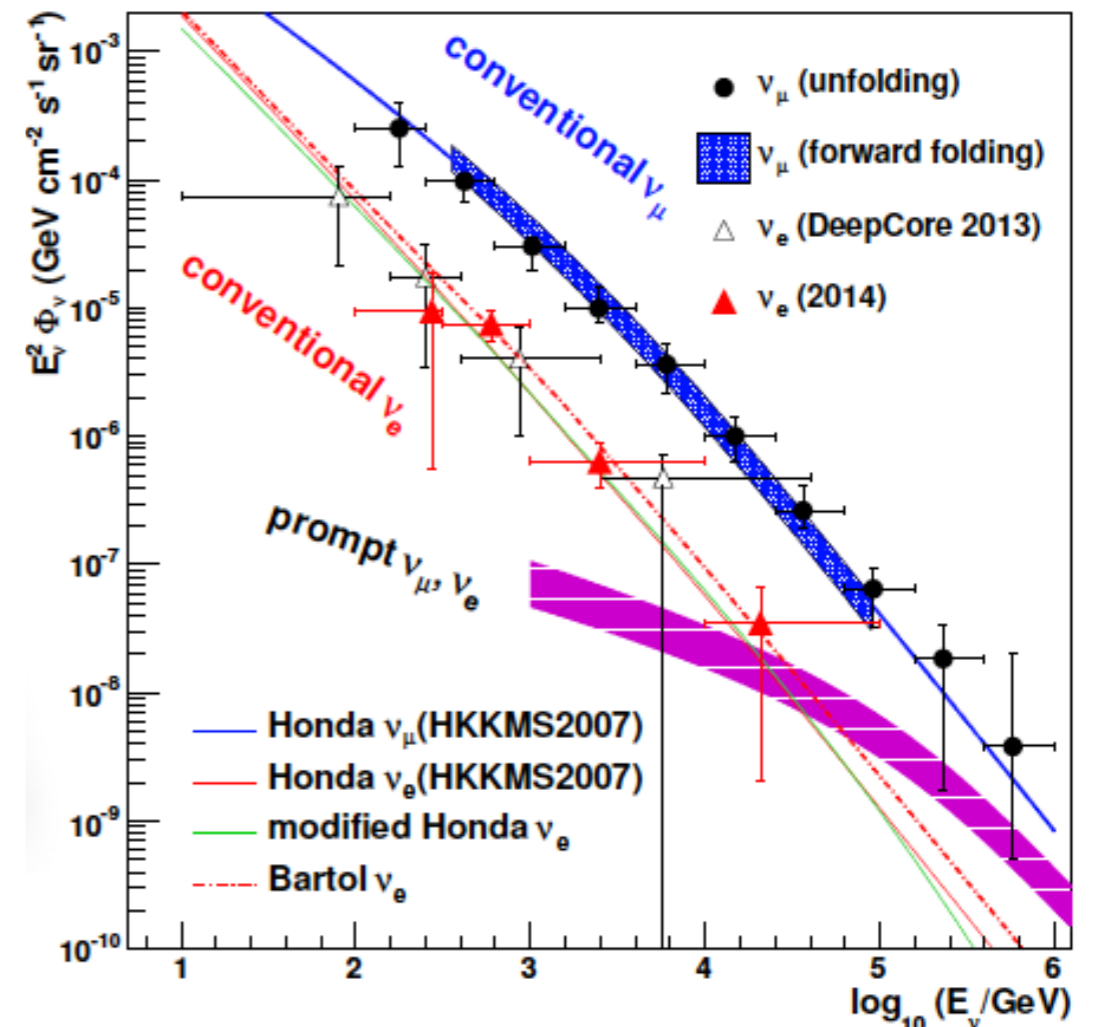 E²ν Φν (GeV cm⁻² s⁻¹ sr⁻¹)
10⁻³
10⁻⁴
10⁻⁵
10⁻⁶
10⁻⁷
10⁻⁸
10⁻⁹
10⁻¹⁰
conventional νμ
νμ (unfolding)
νμ (forward folding)
νe (DeepCore 2013)
νe (2014)
conventional νe
prompt νμ, νe
Honda νμ(HKKMS2007)
Honda νe(HKKMS2007)
modified Honda νe
Bartol νe
1 2 3 4 5 6
log₁₀ (Eν/GeV)